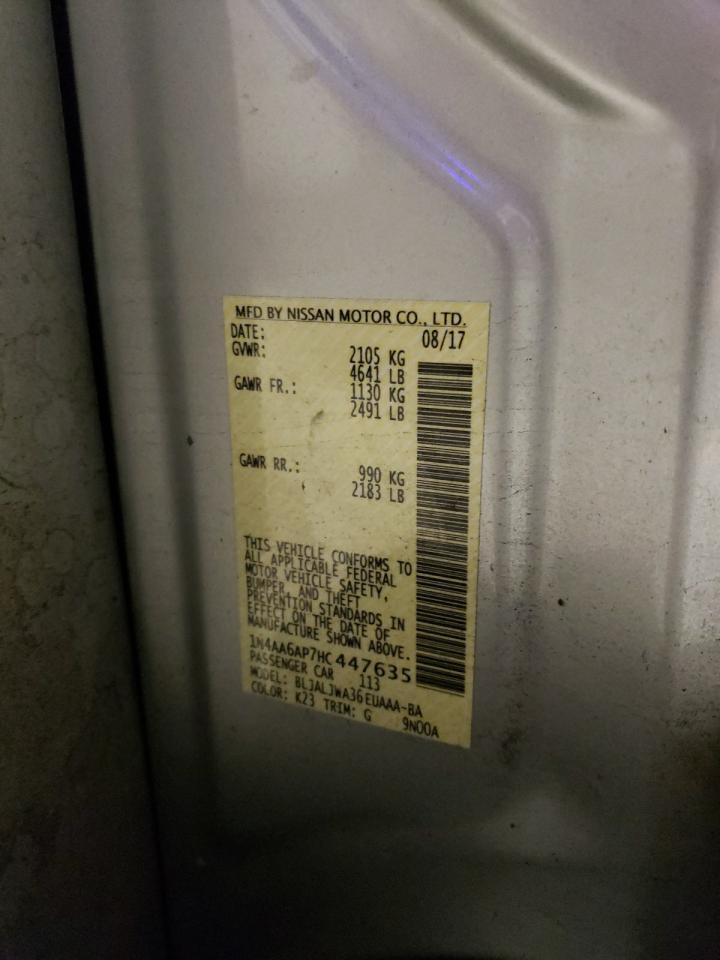 MFD BY NISSAN MOTOR CO., LTD.
DATE: 08/17
GVWR: 2105 KG
4641 LB
GAWR FR.: 1130 KG
2491 LB
GAWR RR.: 990 KG
2183 LB
THIS VEHICLE CONFORMS TO
ALL APPLICABLE FEDERAL
MOTOR VEHICLE SAFETY,
BUMPER, AND THEFT
PREVENTION STANDARDS IN
EFFECT ON THE DATE OF
MANUFACTURE SHOWN ABOVE.
1N4AA6AP7HC447635
PASSENGER CAR 113
MODEL: BLJALJWA36EUAAA-BA
COLOR: K23 TRIM: G 9N00A